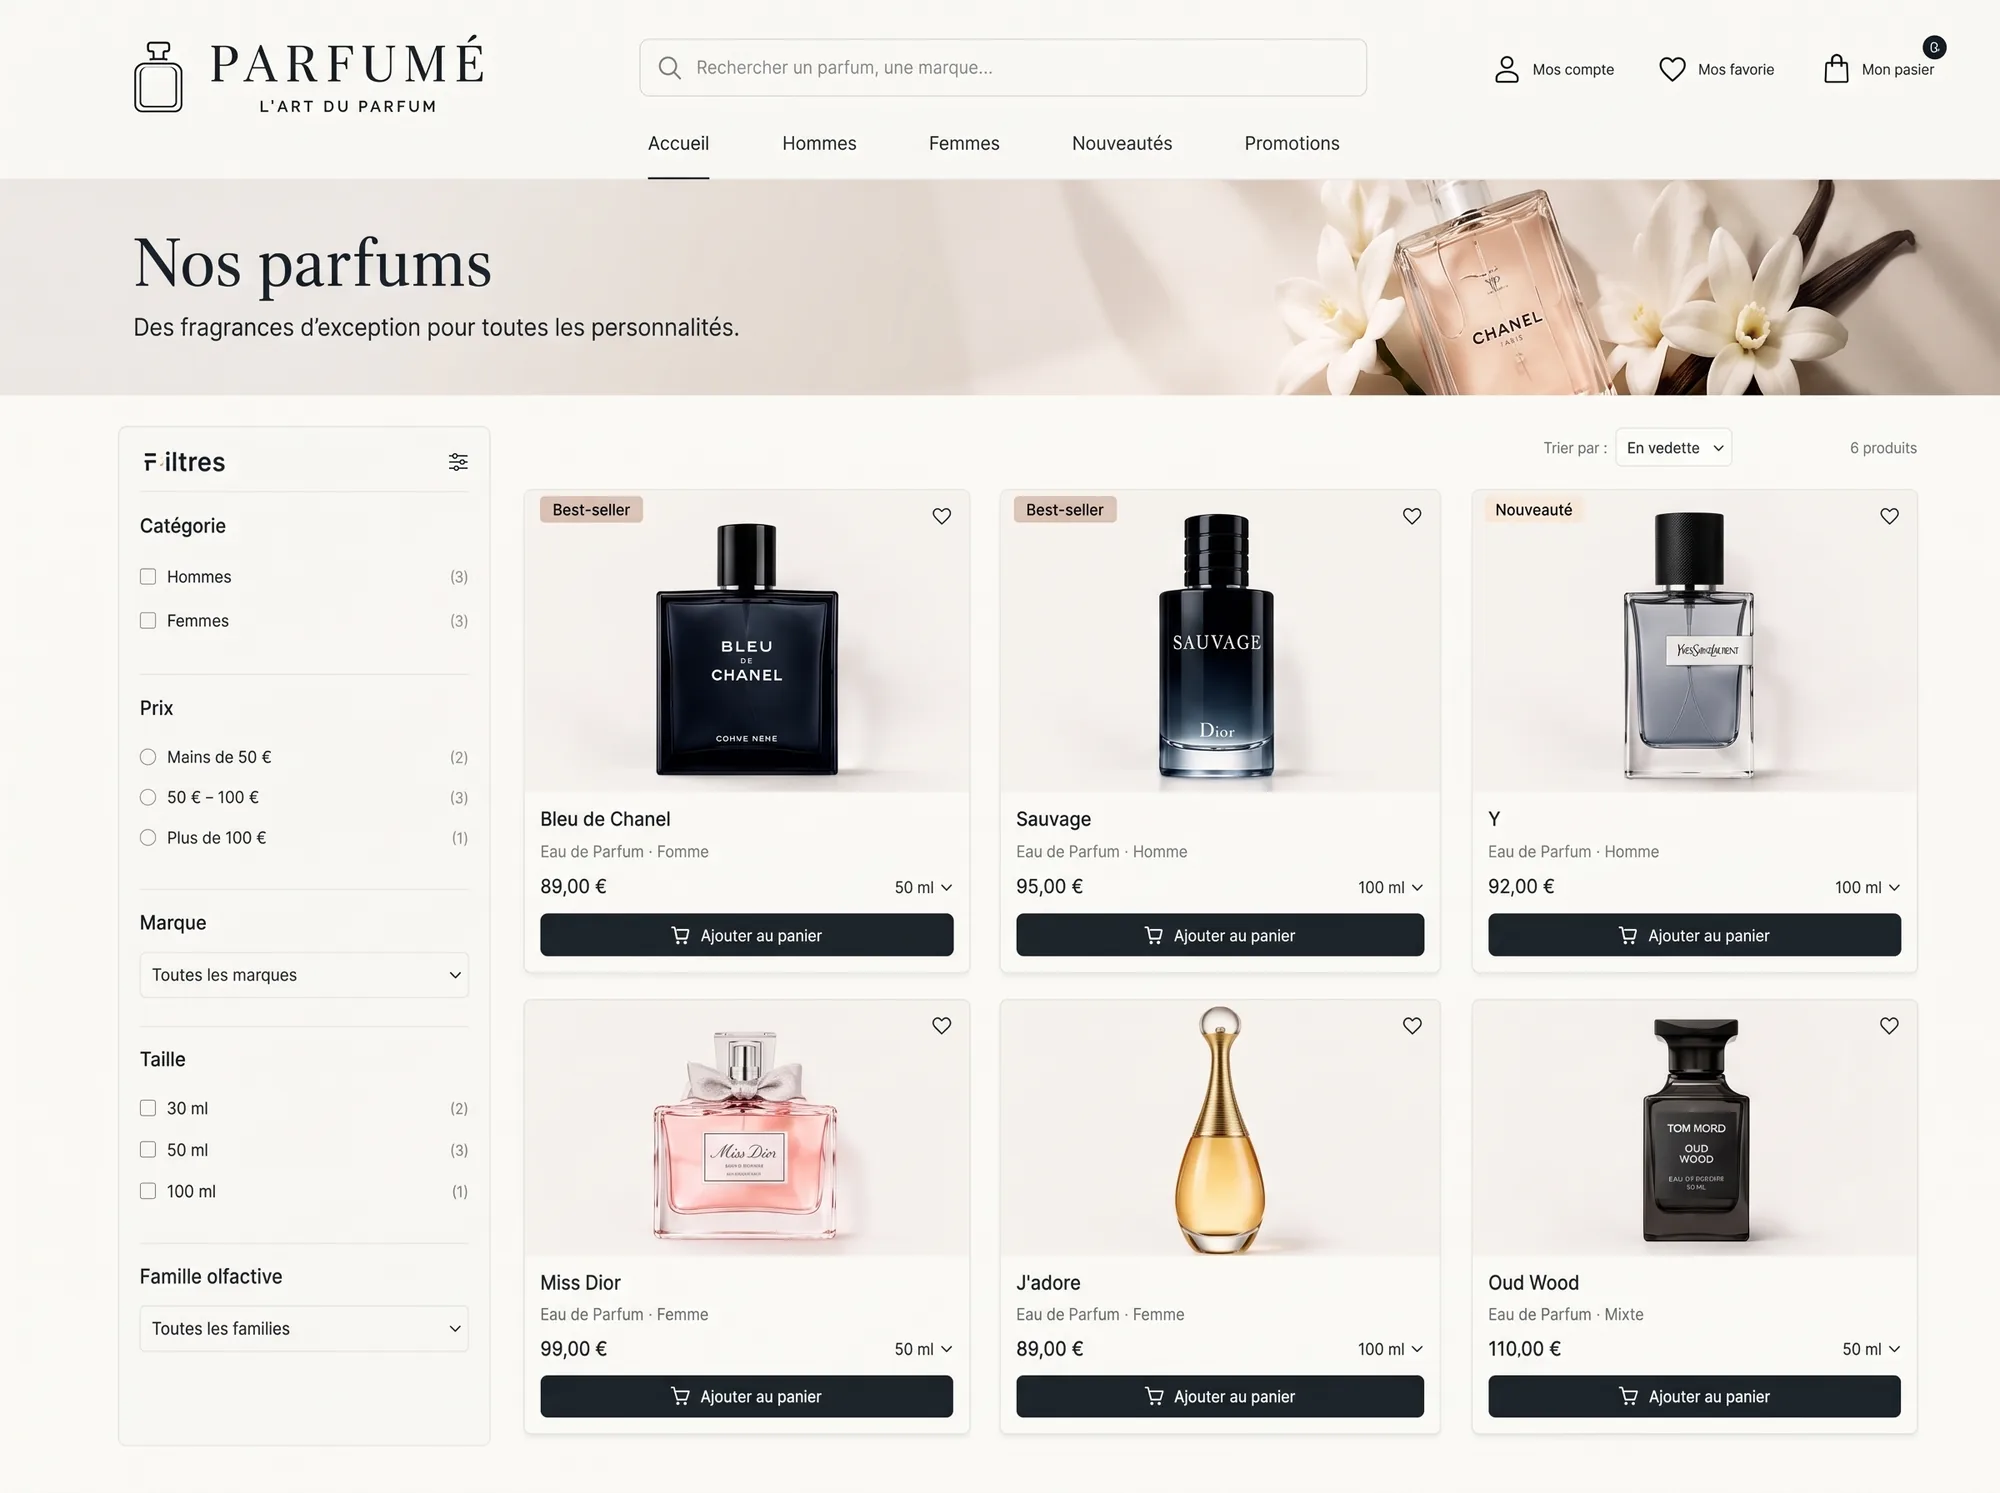 PARFUMÉ
L'ART DU PARFUM
Rechercher un parfum, une marque...
Mos compte
Mos favorie
Mon pasier
Accueil
Hommes
Femmes
Nouveautés
Promotions
Nos parfums
Des fragrances d’exception pour toutes les personnalités.
CHANEL
Filtres
Catégorie
Hommes (3)
Femmes (3)
Prix
Mains de 50 € (2)
50 € – 100 € (3)
Plus de 100 € (1)
Marque
Toutes les marques
Taille
30 ml (2)
50 ml (3)
100 ml (1)
Famille olfactive
Toutes les families
Trier par : En vedette
6 produits
Best-seller
BLEU
DE
CHANEL
COHVE NENE
Bleu de Chanel
Eau de Parfum · Fomme
89,00 € 50 ml
Ajouter au panier
Best-seller
SAUVAGE
Dior
Sauvage
Eau de Parfum · Homme
95,00 € 100 ml
Ajouter au panier
Nouveauté
Y
Eau de Parfum · Homme
92,00 € 100 ml
Ajouter au panier
Miss Dior
Miss Dior
Eau de Parfum · Femme
99,00 € 50 ml
Ajouter au panier
J'adore
Eau de Parfum · Femme
89,00 € 100 ml
Ajouter au panier
TOM MORD
OUD
WOOD
50 ML
Oud Wood
Eau de Parfum · Mixte
110,00 € 50 ml
Ajouter au panier